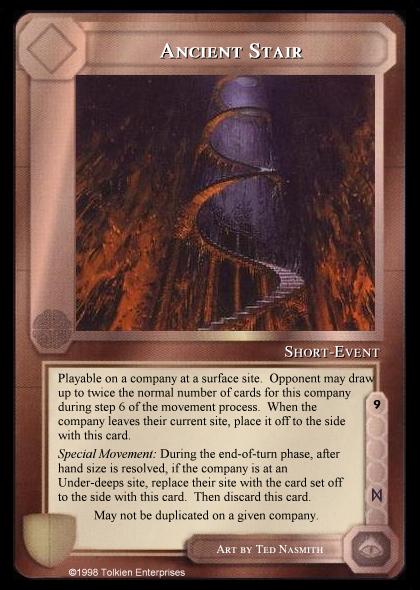 ANCIENT STAIR
SHORT-EVENT
Playable on a company at a surface site. Opponent may draw
up to twice the normal number of cards for this company
during step 6 of the movement process. When the
company leaves their current site, place it off to the side
with this card.
9
Special Movement: During the end-of-turn phase, after
hand size is resolved, if the company is at an
Under-deeps site, replace their site with the card set off
to the side with this card. Then discard this card.
May not be duplicated on a given company.
ART BY TED NASMITH
©1998 Tolkien Enterprises